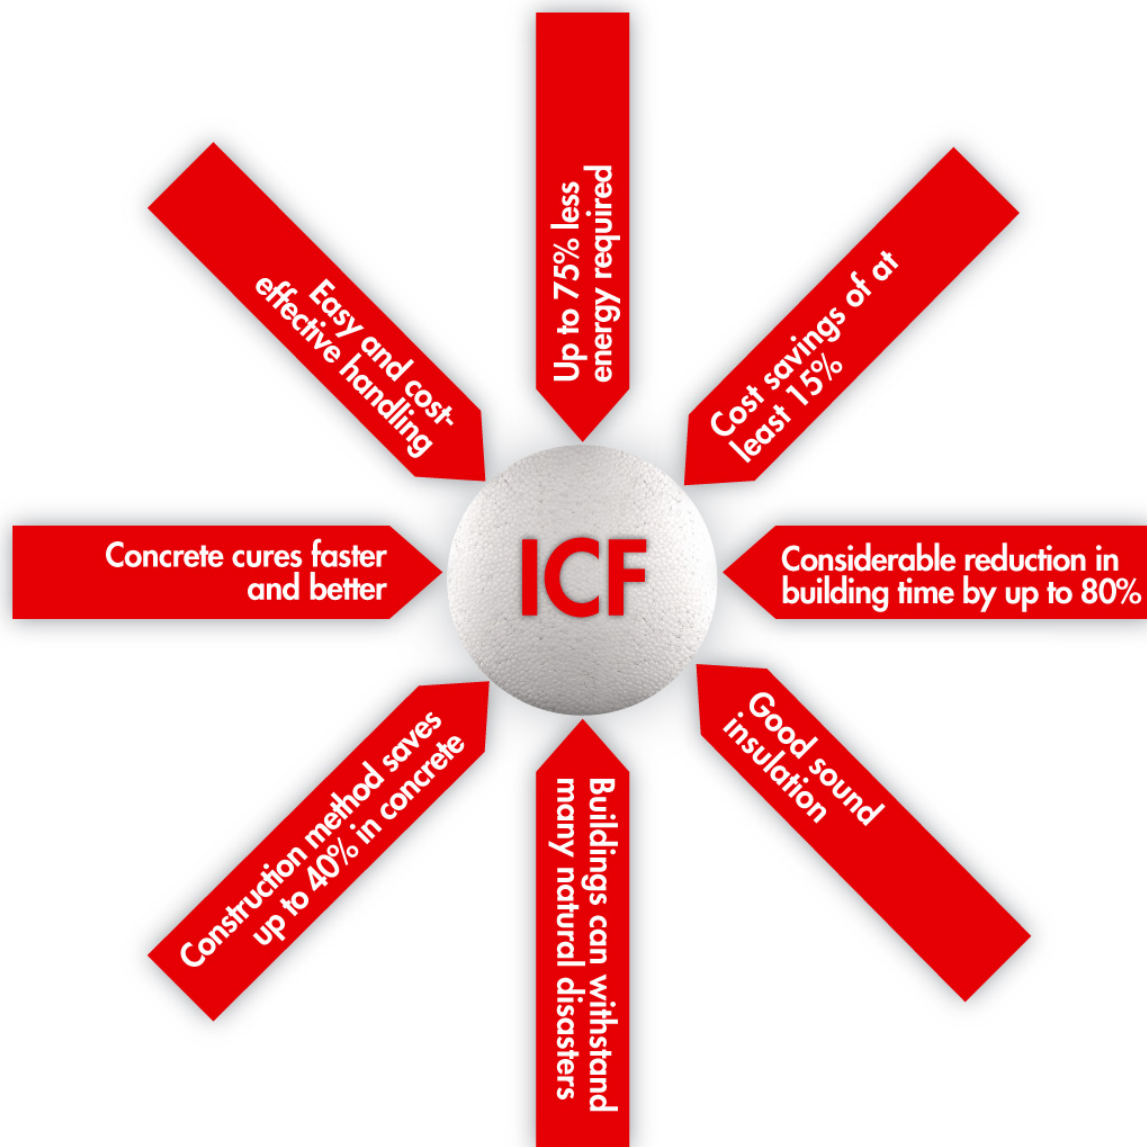 Up to 75% less
energy required
Cost savings of at
least 15%
Considerable reduction in
building time by up to 80%
Good sound
insulation
Buildings can withstand
many natural disasters
Construction method saves
up to 40% in concrete
Concrete cures faster
and better
Easy and cost-
effective handling
ICF